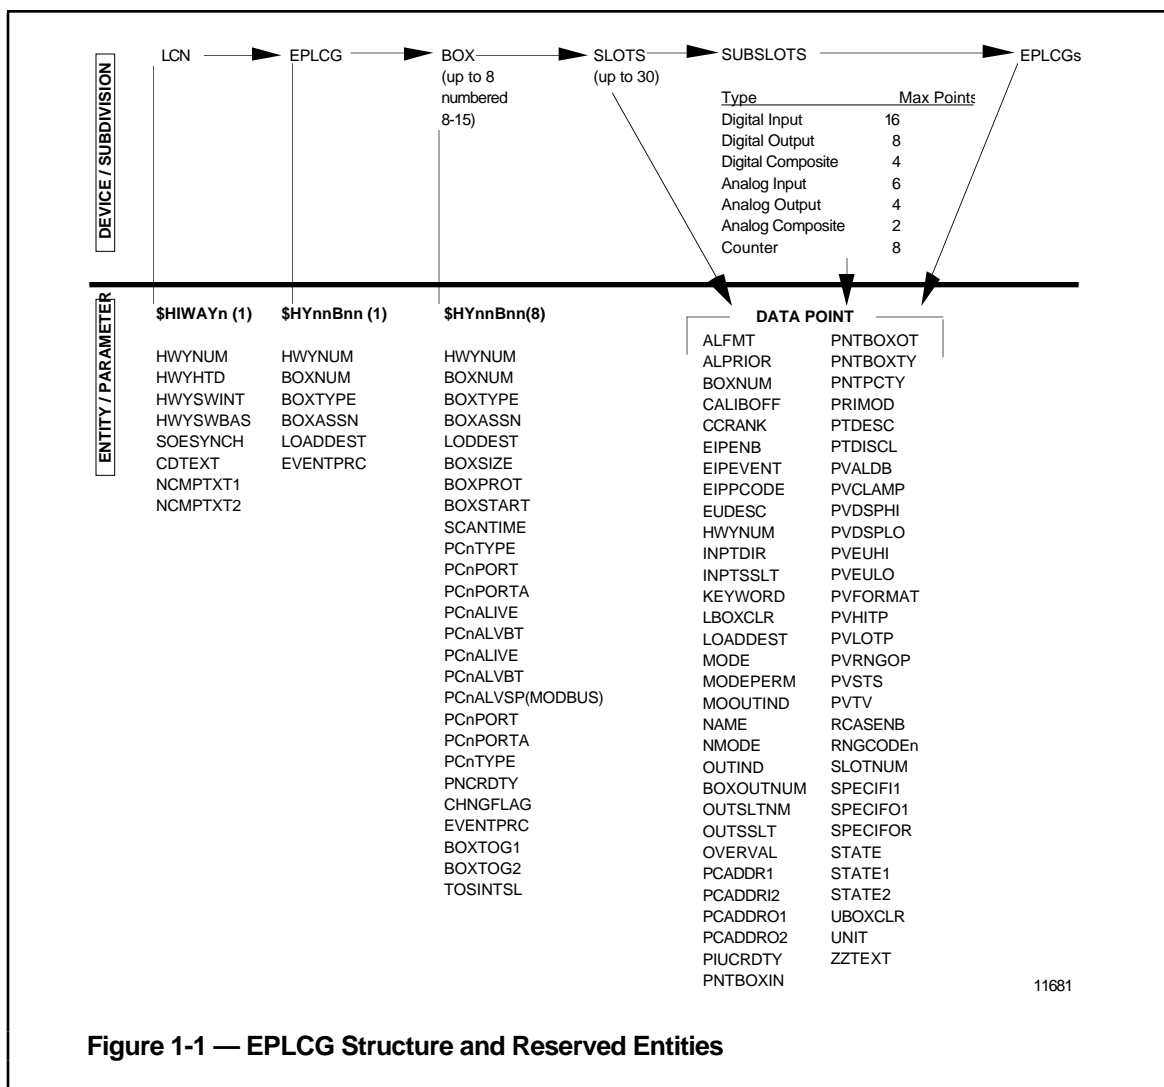 LCN EPLCG BOX SLOTS SUBSLOTS EPLCGs
(up to 8
numbered
8-15)
(up to 30)
DEVICE / SUBDIVISION
Type Max Points
Digital Input 16
Digital Output 8
Digital Composite 4
Analog Input 6
Analog Output 4
Analog Composite 2
Counter 8
ENTITY / PARAMETER
$HIWAYn (1)
HWYNUM
HWYHTD
HWYSWINT
HWYSWBAS
SOESYNCH
CDTEXT
NCMPTXT1
NCMPTXT2
$HYnnBnn (1)
HWYNUM
BOXNUM
BOXTYPE
BOXASSN
LOADDEST
EVENTPRC
$HYnnBnn(8)
HWYNUM
BOXNUM
BOXTYPE
BOXASSN
LODDEST
BOXSIZE
BOXPROT
BOXSTART
SCANTIME
PCnTYPE
PCnPORT
PCnPORTA
PCnALIVE
PCnALVBT
PCnALIVE
PCnALVBT
PCnALVSP(MODBUS)
PCnPORT
PCnPORTA
PCnTYPE
PNCRDTY
CHNGFLAG
EVENTPRC
BOXTOG1
BOXTOG2
TOSINTSL
DATA POINT
ALFMT
ALPRIOR
BOXNUM
CALIBOFF
CCRANK
EIPENB
EIPEVENT
EIPPCODE
EUDESC
HWYNUM
INPTDIR
INPTSSLT
KEYWORD
LBOXCLR
LOADDEST
MODE
MODEPERM
MOOUTIND
NAME
NMODE
OUTIND
BOXOUTNUM
OUTSLTNM
OUTSSLT
OVERVAL
PCADDR1
PCADDRI2
PCADDRO1
PCADDRO2
PIUCRDTY
PNTBOXIN
PNTBOXOT
PNTBOXTY
PNTPCTY
PRIMOD
PTDESC
PTDISCL
PVALDB
PVCLAMP
PVDSPHI
PVDSPLO
PVEUHI
PVEULO
PVFORMAT
PVHITP
PVLOTP
PVRNGOP
PVSTS
PVTV
RCASENB
RNGCODEn
SLOTNUM
SPECIFI1
SPECIFO1
SPECIFOR
STATE
STATE1
STATE2
UBOXCLR
UNIT
ZZTEXT
11681
Figure 1-1 — EPLCG Structure and Reserved Entities